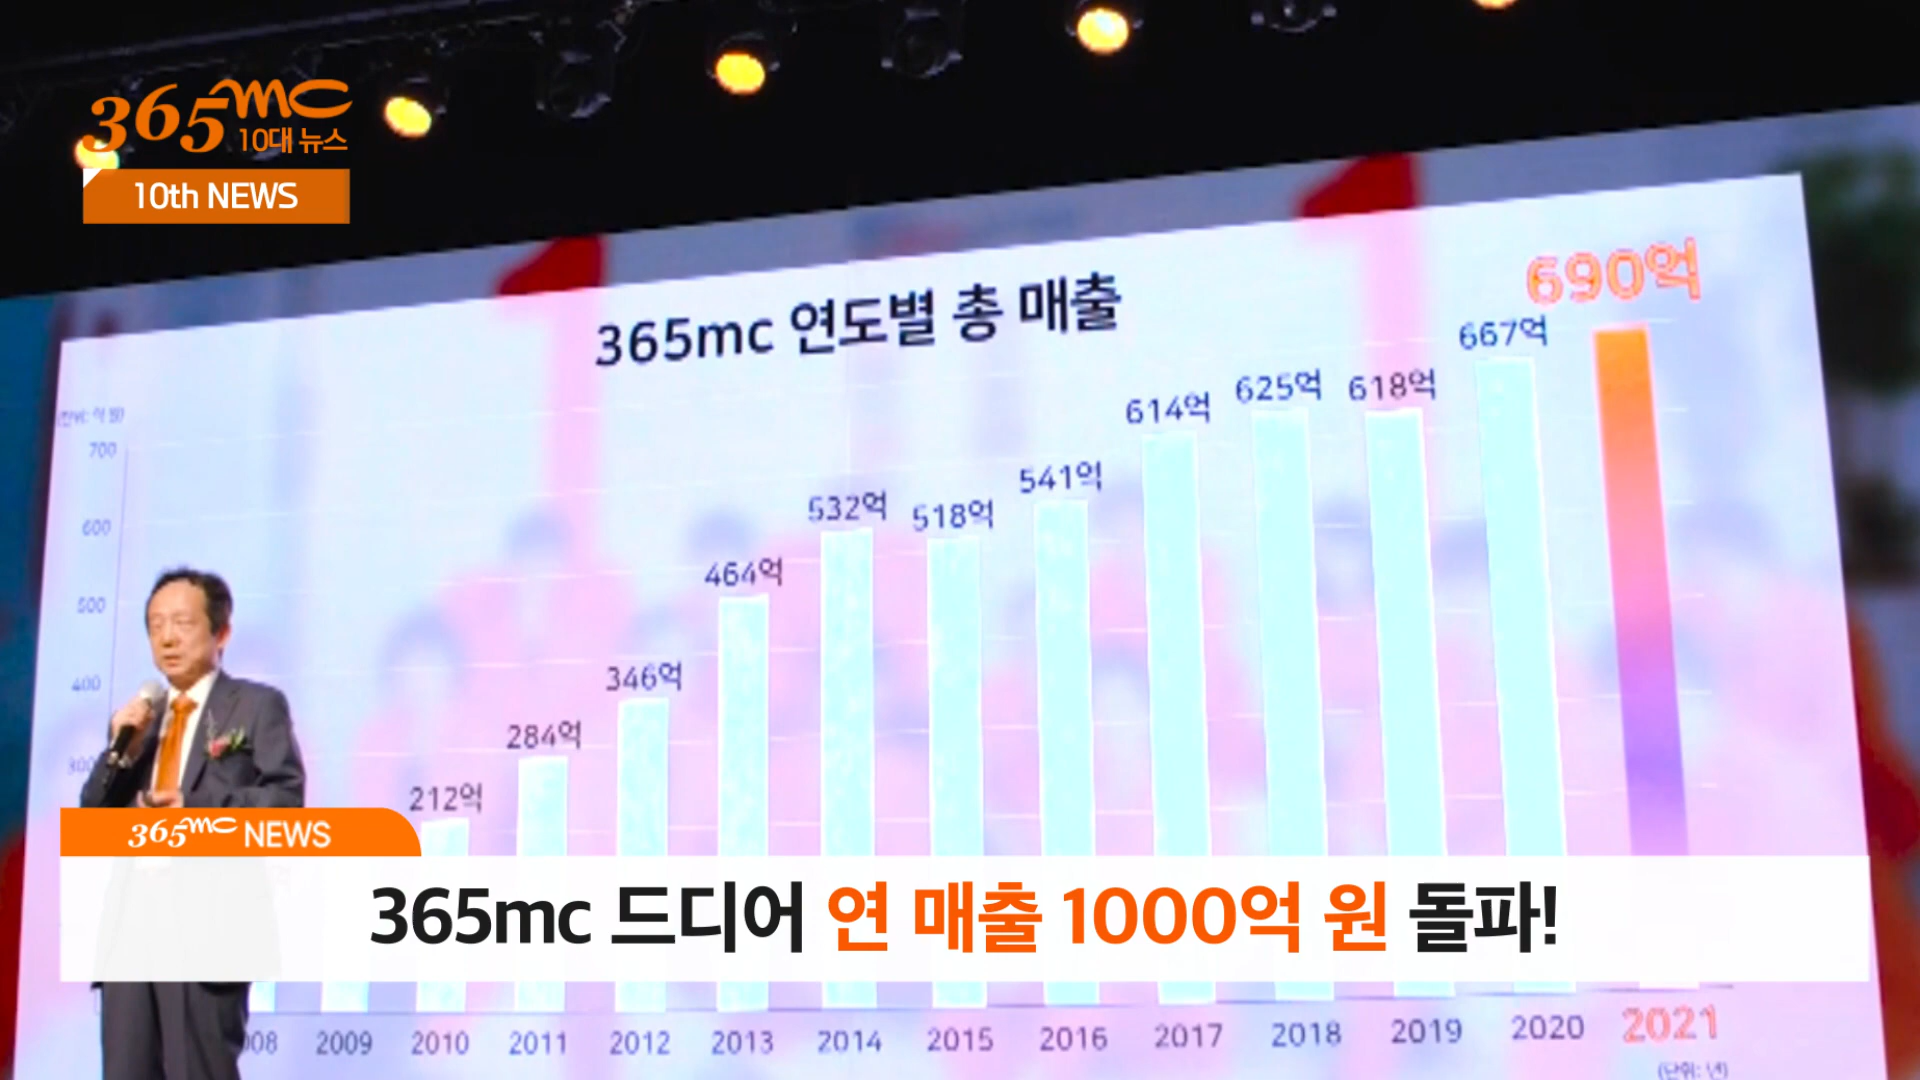 365mc
10대 뉴스
10th NEWS
365mc 연도별 총 매출
690억
667억
625억
618억
614억
541억
532억
518억
464억
346억
284억
212억
700
600
500
400
300
365mc NEWS
365mc 드디어 연 매출 1000억 원 돌파!
08 2009 2010 2011 2012 2013 2014 2015 2016 2017 2018 2019 2020 2021
(단위: 년)